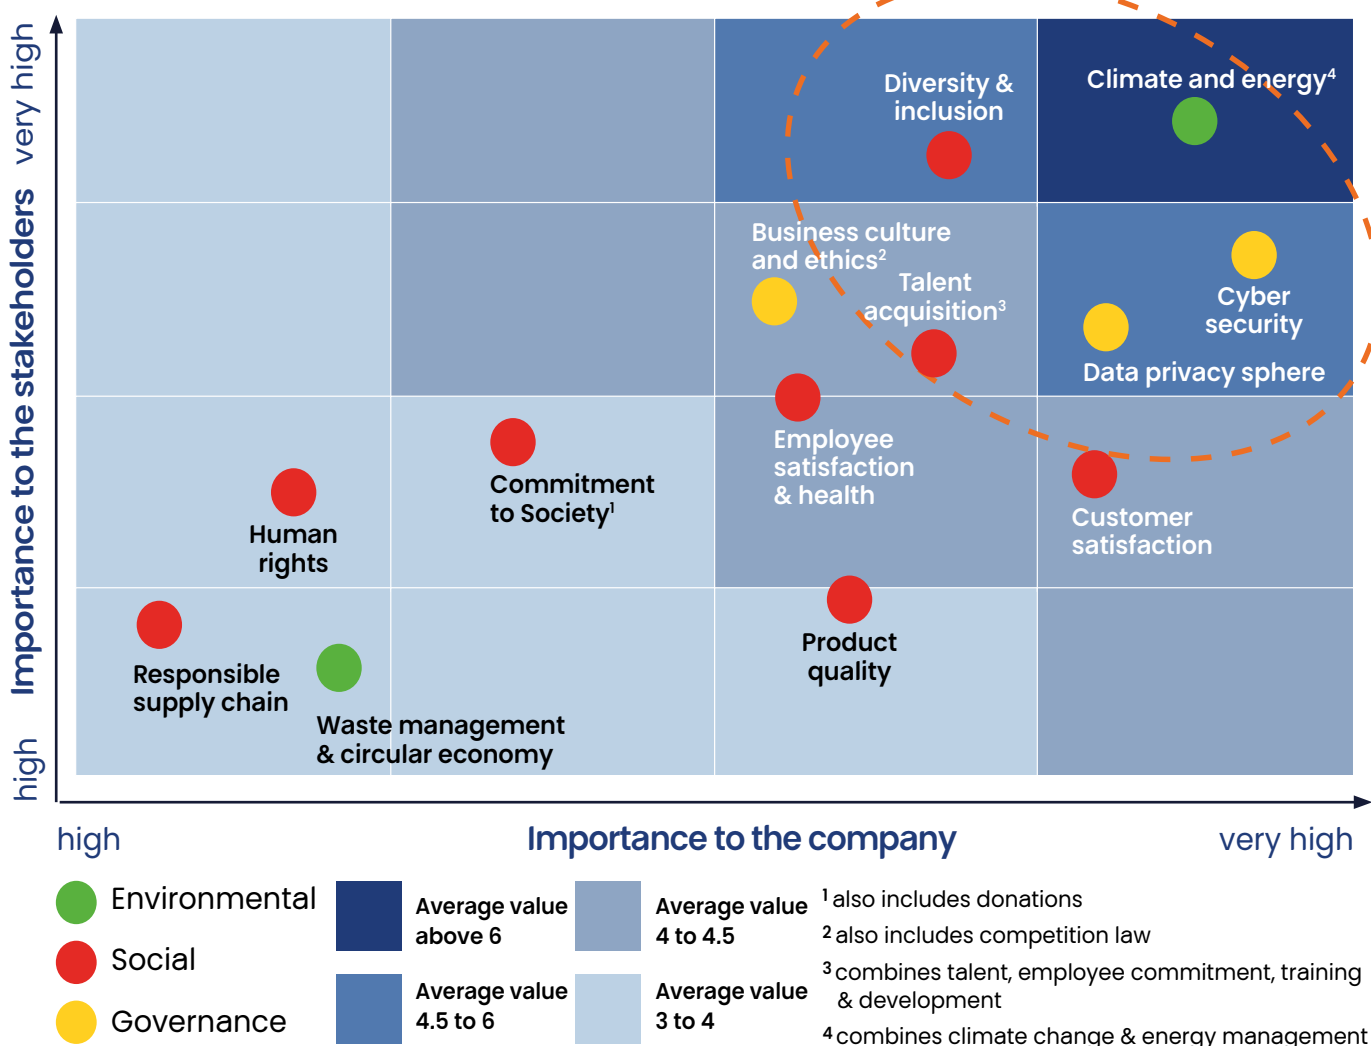 very high
Importance to the stakeholders
high
Diversity &
inclusion
Climate and energy⁴
Business culture
and ethics²
Talent
acquisition³
Cyber
security
Data privacy sphere
Employee
satisfaction
& health
Commitment
to Society¹
Human
rights
Customer
satisfaction
Product
quality
Responsible
supply chain
Waste management
& circular economy
high
Importance to the company
very high
Environmental
Social
Governance
Average value
above 6
Average value
4.5 to 6
Average value
4 to 4.5
Average value
3 to 4
¹ also includes donations
² also includes competition law
³ combines talent, employee commitment, training
& development
⁴ combines climate change & energy management